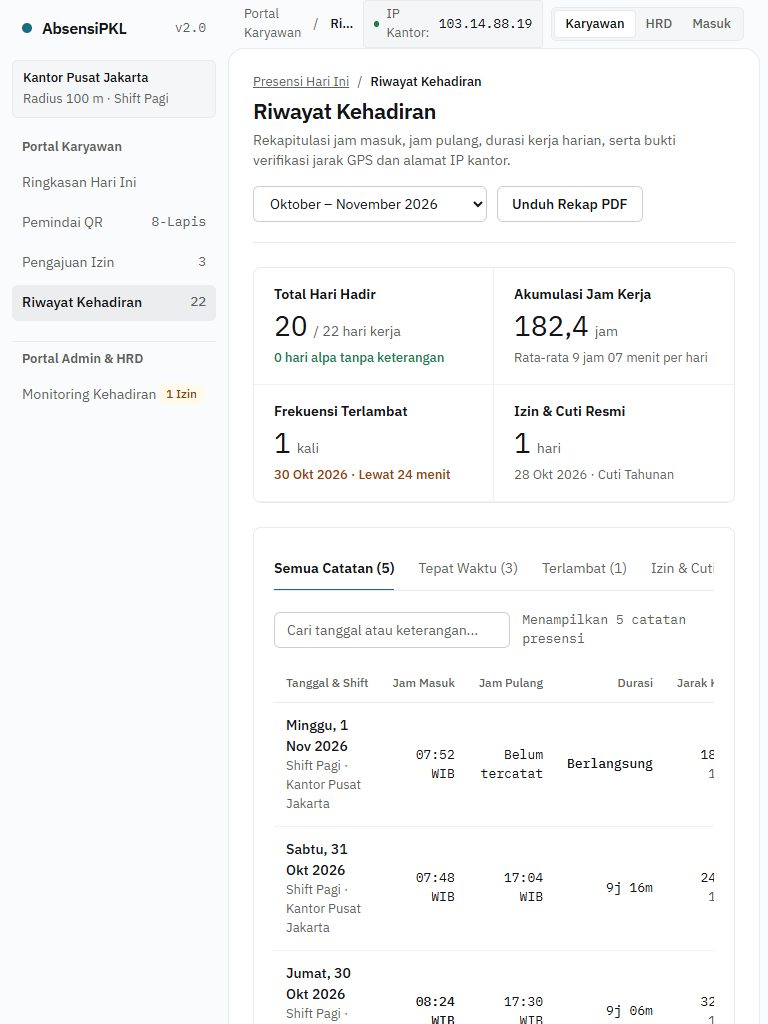 AbsensiPKL
v2.0
Kantor Pusat Jakarta
Radius 100 m · Shift Pagi
Portal Karyawan
Ringkasan Hari Ini
Pemindai QR
8-Lapis
Pengajuan Izin
3
Riwayat Kehadiran
22
Portal Admin & HRD
Monitoring Kehadiran
1 Izin
Portal
Karyawan
/
Ri...
IP
Kantor:
103.14.88.19
Karyawan
HRD
Masuk
Presensi Hari Ini / Riwayat Kehadiran
Riwayat Kehadiran
Rekapitulasi jam masuk, jam pulang, durasi kerja harian, serta bukti
verifikasi jarak GPS dan alamat IP kantor.
Oktober – November 2026
Unduh Rekap PDF
Total Hari Hadir
20 / 22 hari kerja
0 hari alpa tanpa keterangan
Akumulasi Jam Kerja
182,4 jam
Rata-rata 9 jam 07 menit per hari
Frekuensi Terlambat
1 kali
30 Okt 2026 · Lewat 24 menit
Izin & Cuti Resmi
1 hari
28 Okt 2026 · Cuti Tahunan
Semua Catatan (5)
Tepat Waktu (3)
Terlambat (1)
Izin & Cuti
Cari tanggal atau keterangan...
Menampilkan 5 catatan
presensi
Tanggal & Shift
Jam Masuk
Jam Pulang
Durasi
Jarak
Minggu, 1
Nov 2026
Shift Pagi ·
Kantor Pusat
Jakarta
07:52
WIB
Belum
tercatat
Berlangsung
18
Sabtu, 31
Okt 2026
Shift Pagi ·
Kantor Pusat
Jakarta
07:48
WIB
17:04
WIB
9j 16m
24
Jumat, 30
Okt 2026
Shift Pagi ·
08:24
WIB
17:30
WIB
9j 06m
32